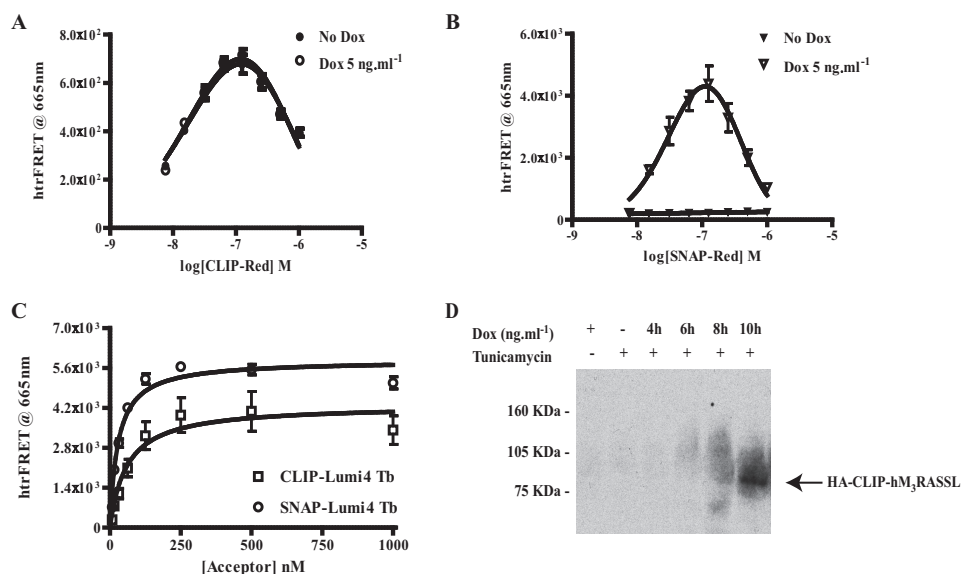 A
8.0x10²
6.0x10²
4.0x10²
2.0x10²
0
htrFRET @ 665nm
-9
-8
-7
-6
-5
log[CLIP-Red] M
No Dox
Dox 5 ng.ml⁻¹
B
6.0x10³
4.0x10³
2.0x10³
0
htrFRET @ 665nm
-9
-8
-7
-6
-5
log[SNAP-Red] M
No Dox
Dox 5 ng.ml⁻¹
C
7.0x10³
5.6x10³
4.2x10³
2.8x10³
1.4x10³
0
htrFRET @ 665nm
0
250
500
750
1000
[Acceptor] nM
CLIP-Lumi4 Tb
SNAP-Lumi4 Tb
D
Dox (ng.ml⁻¹) + - 4h 6h 8h 10h
Tunicamycin - + + + + +
160 KDa -
105 KDa -
75 KDa -
HA-CLIP-hM₃RASSL